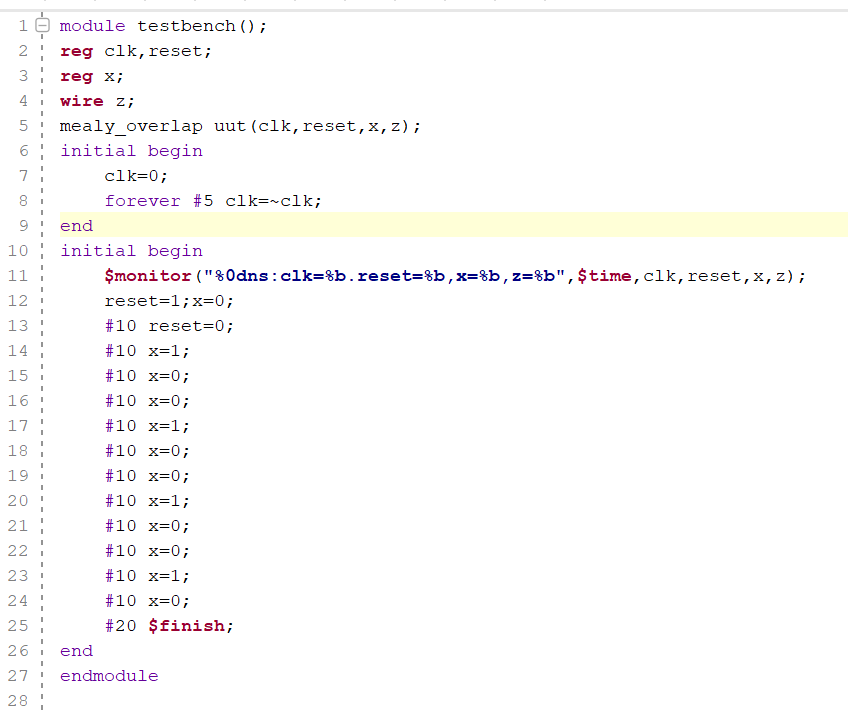 1 module testbench();
2 reg clk,reset;
3 reg x;
4 wire z;
5 mealy_overlap uut(clk,reset,x,z);
6 initial begin
7     clk=0;
8     forever #5 clk=~clk;
9 end
10 initial begin
11     $monitor("%0dns:clk=%b.reset=%b,x=%b,z=%b",$time,clk,reset,x,z);
12     reset=1;x=0;
13     #10 reset=0;
14     #10 x=1;
15     #10 x=0;
16     #10 x=0;
17     #10 x=1;
18     #10 x=0;
19     #10 x=0;
20     #10 x=1;
21     #10 x=0;
22     #10 x=0;
23     #10 x=1;
24     #10 x=0;
25     #20 $finish;
26 end
27 endmodule
28